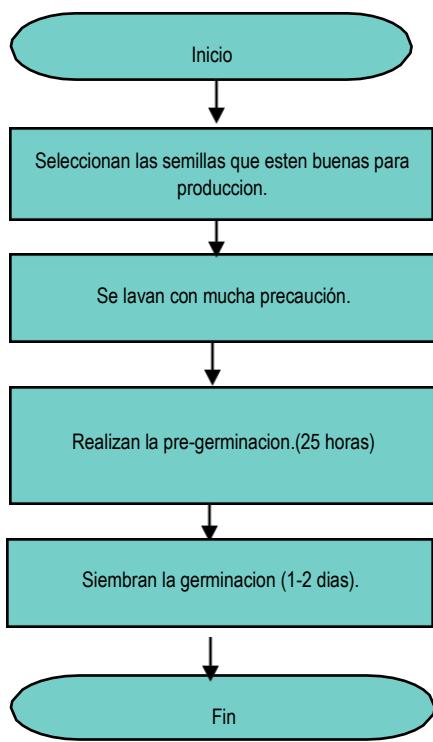 Inicio
Seleccionan las semillas que esten buenas para
produccion.
Se lavan con mucha precaución.
Realizan la pre-germinacion.(25 horas)
Siembran la germinacion (1-2 dias).
Fin